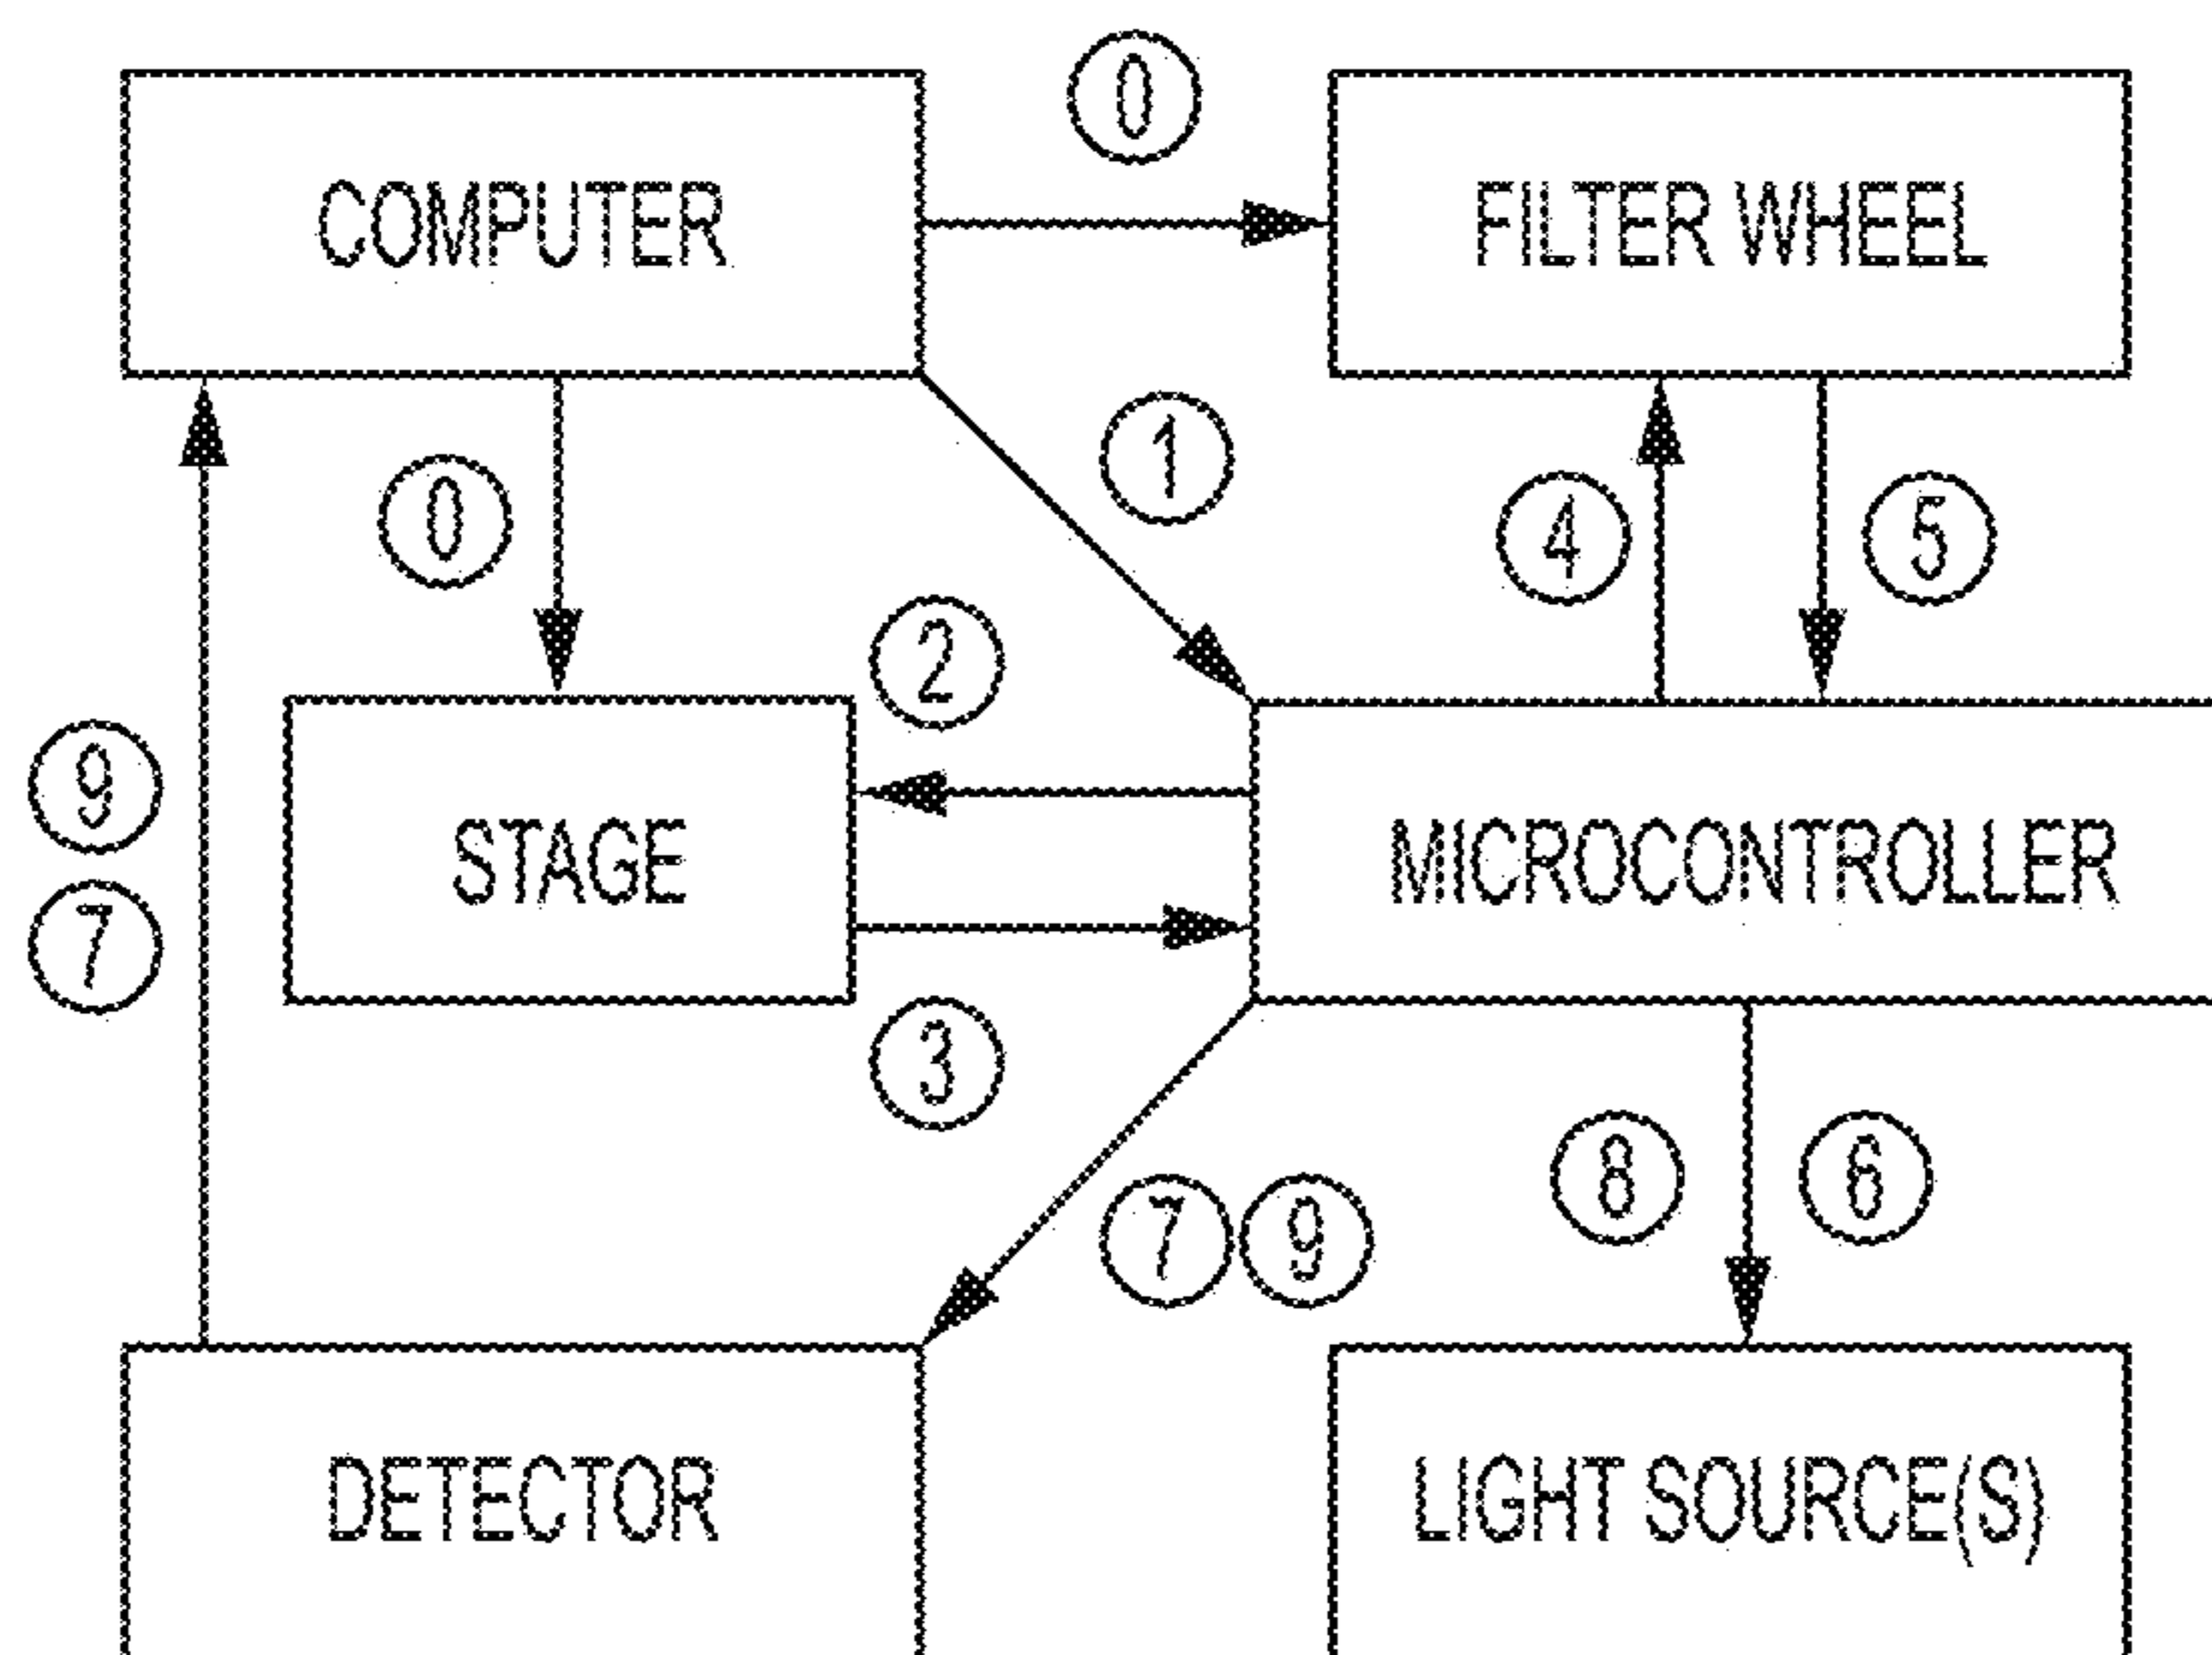 0
COMPUTER
FILTER WHEEL
1
0
4
5
2
9
STAGE
MICROCONTROLLER
7
3
8
6
7 9
DETECTOR
LIGHT SOURCE(S)